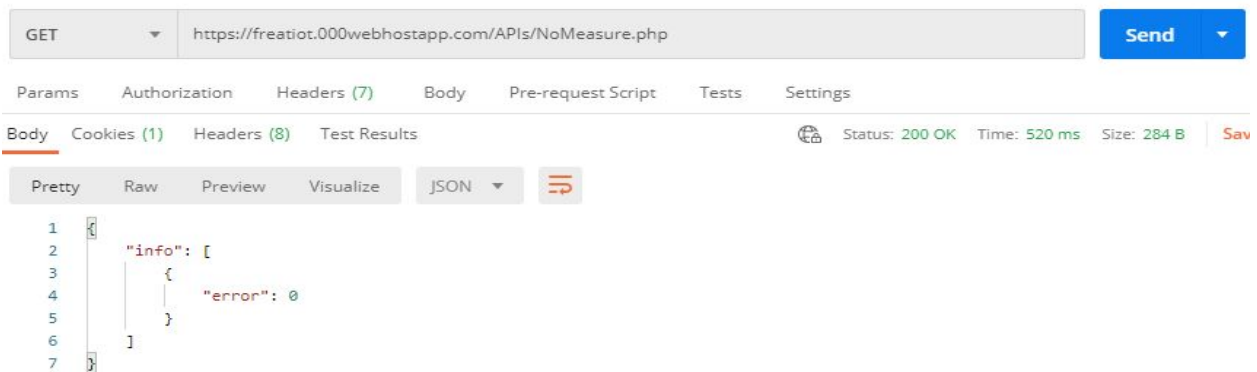 GET https://freatiot.000webhostapp.com/APIs/NoMeasure.php Send
Params Authorization Headers (7) Body Pre-request Script Tests Settings
Body Cookies (1) Headers (8) Test Results Status: 200 OK Time: 520 ms Size: 284 B Sav
Pretty Raw Preview Visualize JSON
1 {
2 "info": [
3 {
4 "error": 0
5 }
6 ]
7 }